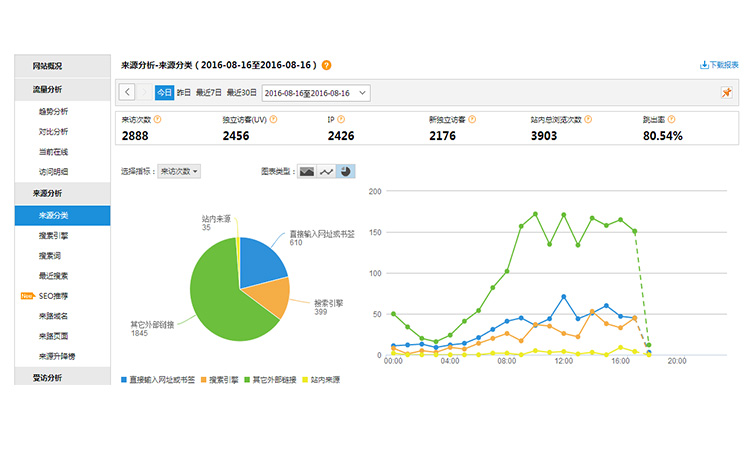 网站概况
流量分析
趋势分析
对比分析
当前在线
访问明细
来源分析
来源分类
搜索引擎
搜索词
最近搜索
New SEO推荐
来路域名
来路页面
来源升降榜
受访分析
来源分析-来源分类（2016-08-16至2016-08-16）
下载报表
今日 昨日 最近7日 最近30日 2016-08-16至2016-08-16
来访次数 独立访客(UV) IP 新独立访客 站内总浏览次数 跳出率
2888 2456 2426 2176 3903 80.54%
选择指标： 来访次数
图表类型：
站内来源
35
直接输入网址或书签
610
搜索引擎
399
其它外部链接
1845
直接输入网址或书签 搜索引擎 其它外部链接 站内来源
200
150
100
50
0
00:00 04:00 08:00 12:00 16:00 20:00